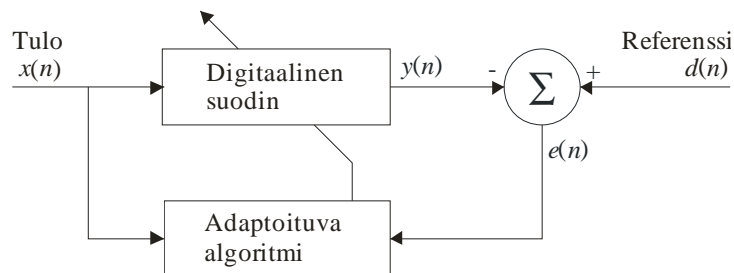 Tulo
x(n)
Digitaalinen
suodin
y(n)
-
Σ
+
Referenssi
d(n)
e(n)
Adaptoituva
algoritmi